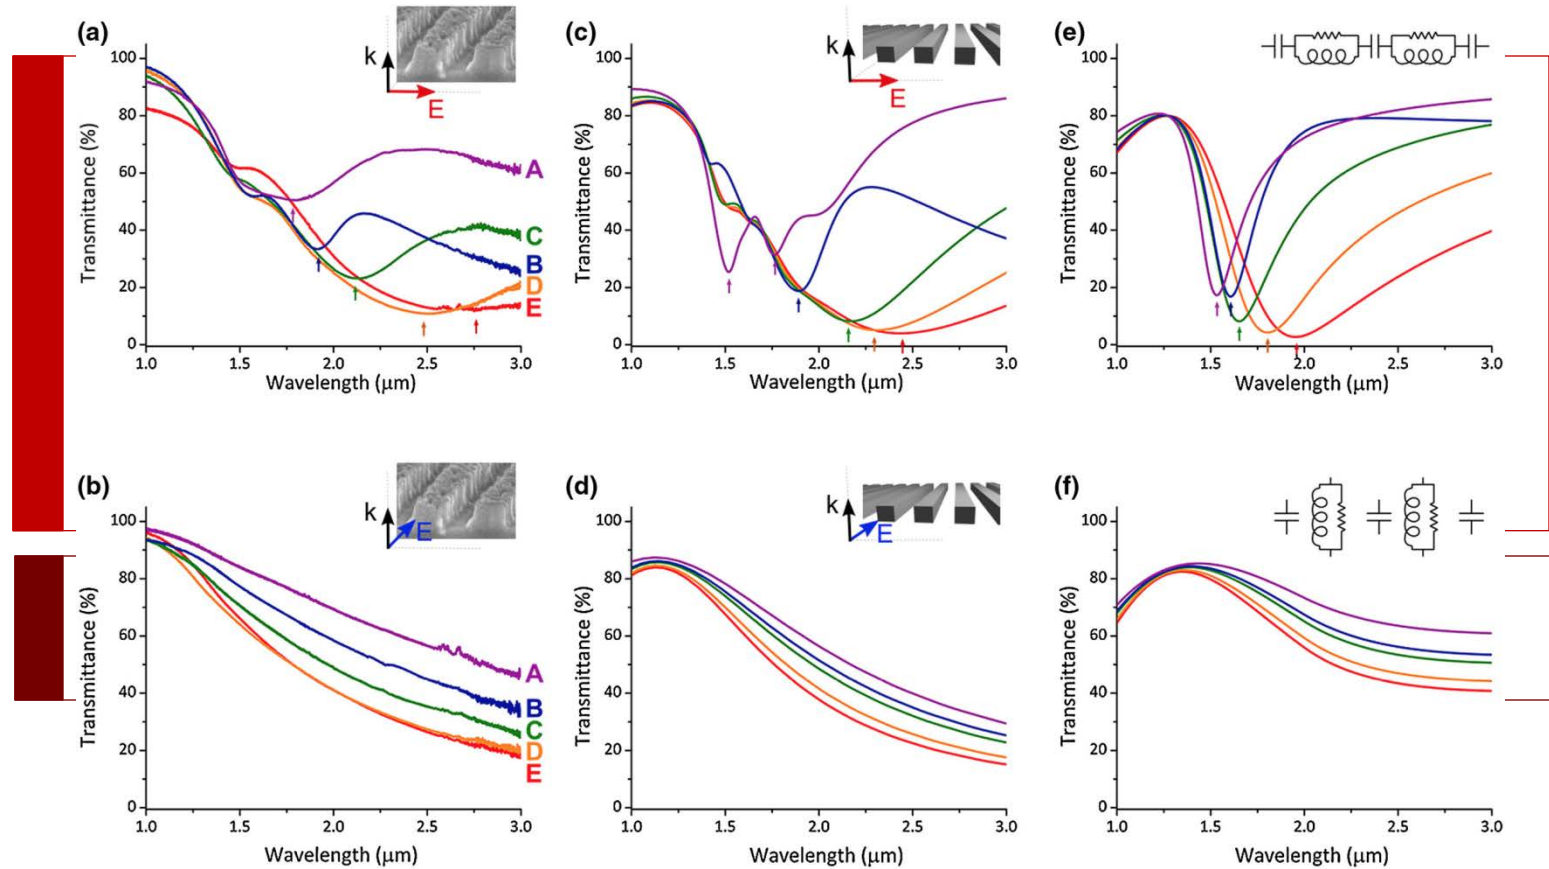 (a)
k
E
Transmittance (%)
100
80
60
40
20
0
A
C
B
D
E
1.0 1.5 2.0 2.5 3.0
Wavelength (μm)
(c)
k
E
Transmittance (%)
100
80
60
40
20
0
1.0 1.5 2.0 2.5 3.0
Wavelength (μm)
(e)
Transmittance (%)
100
80
60
40
20
0
1.0 1.5 2.0 2.5 3.0
Wavelength (μm)
(b)
k
E
Transmittance (%)
100
80
60
40
20
0
A
B
C
D
E
1.0 1.5 2.0 2.5 3.0
Wavelength (μm)
(d)
k
E
Transmittance (%)
100
80
60
40
20
0
1.0 1.5 2.0 2.5 3.0
Wavelength (μm)
(f)
Transmittance (%)
100
80
60
40
20
0
1.0 1.5 2.0 2.5 3.0
Wavelength (μm)